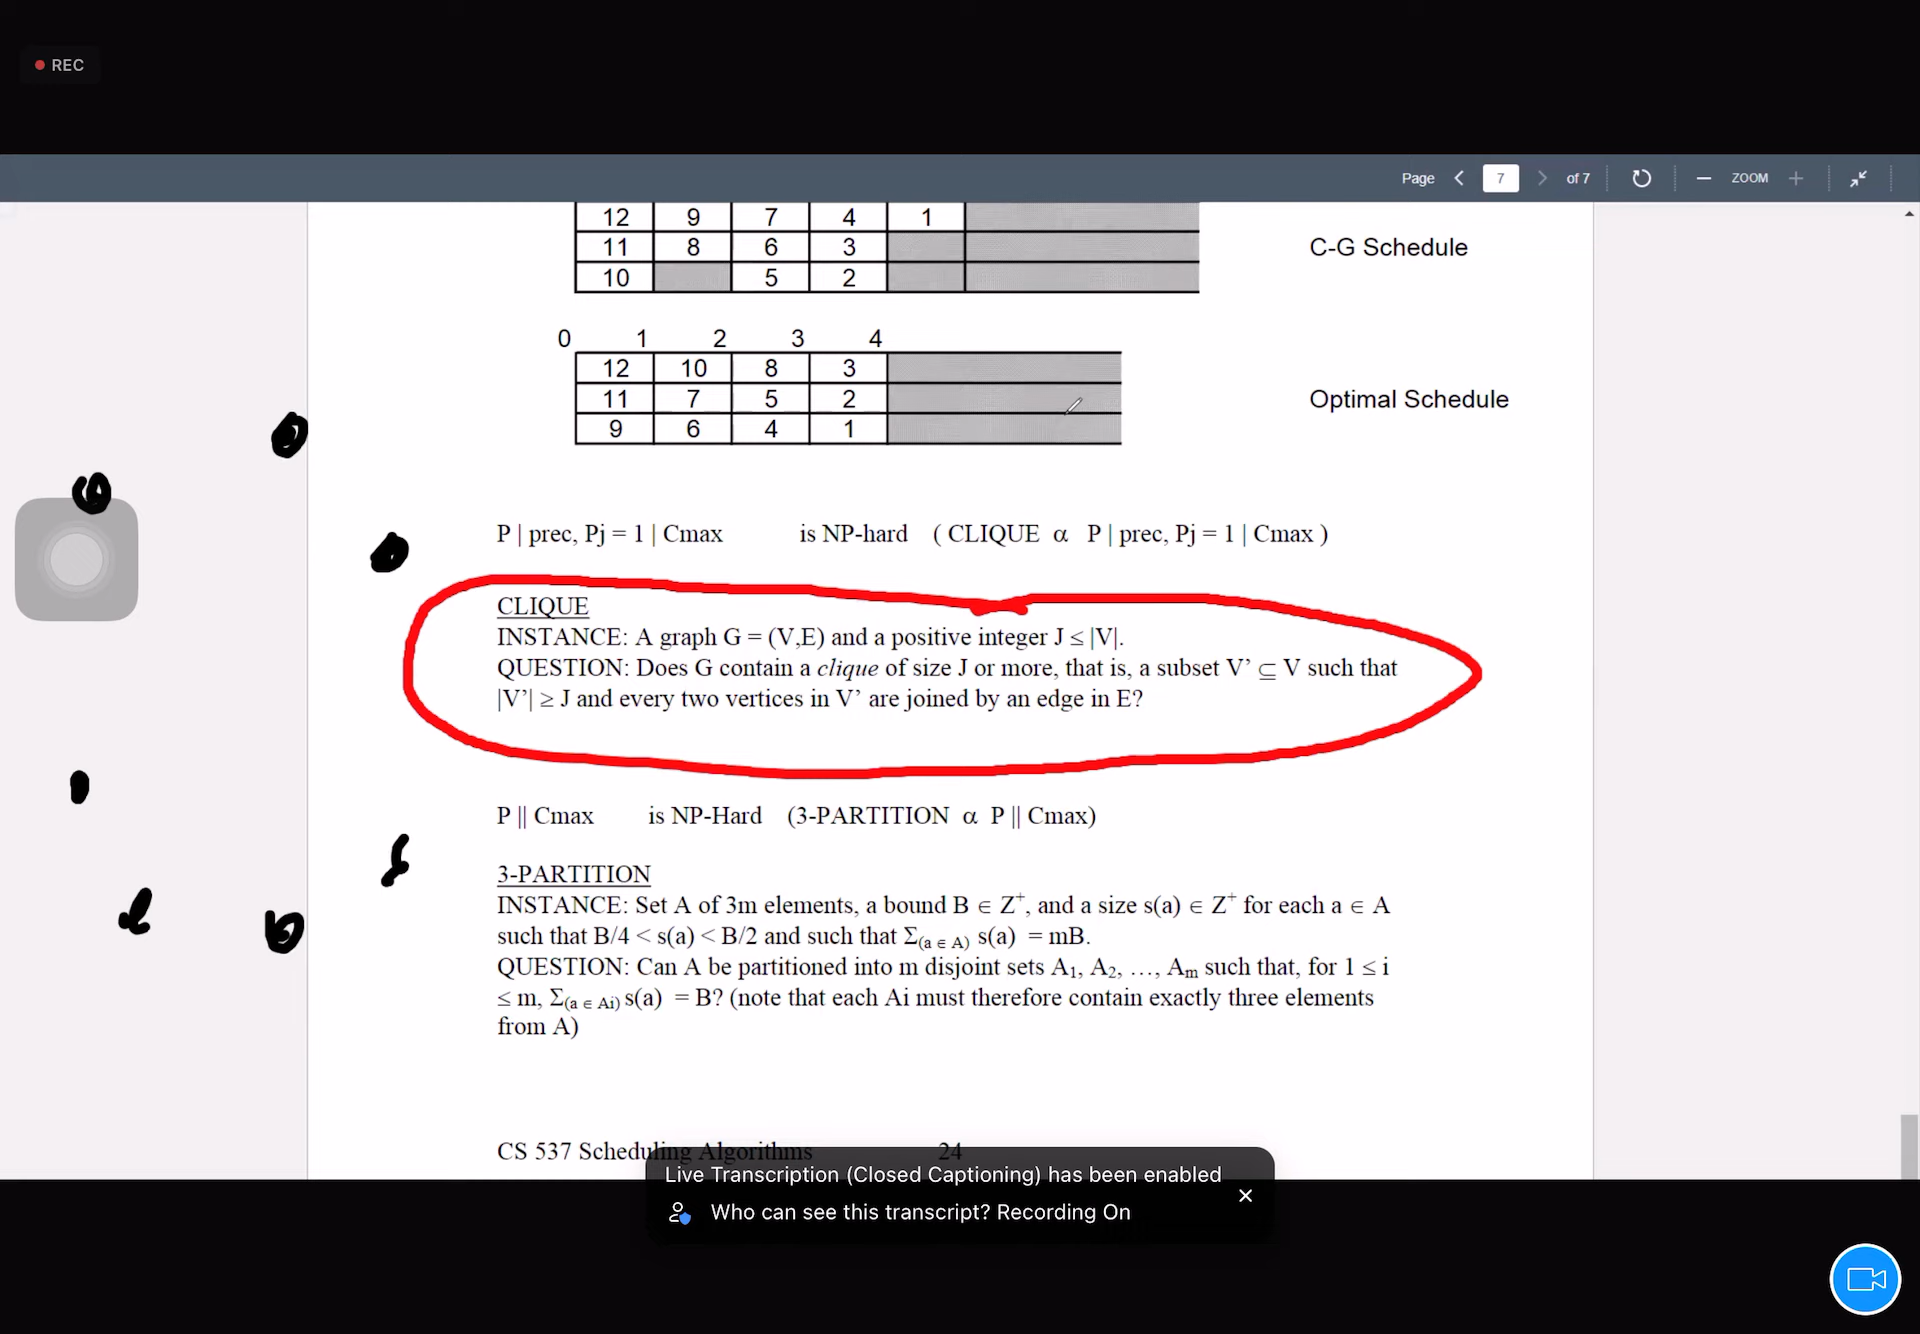 REC
Page 7 of 7 ZOOM
12 9 7 4 1
11 8 6 3
10 5 2
C-G Schedule
0 1 2 3 4
12 10 8 3
11 7 5 2
9 6 4 1
Optimal Schedule
P | prec, Pj = 1 | Cmax is NP-hard ( CLIQUE α P | prec, Pj = 1 | Cmax )
CLIQUE
INSTANCE: A graph G = (V,E) and a positive integer J ≤ |V|.
QUESTION: Does G contain a clique of size J or more, that is, a subset V’ ⊆ V such that
|V’| ≥ J and every two vertices in V’ are joined by an edge in E?
P || Cmax is NP-Hard (3-PARTITION α P || Cmax)
3-PARTITION
INSTANCE: Set A of 3m elements, a bound B ∈ Z⁺, and a size s(a) ∈ Z⁺ for each a ∈ A
such that B/4 < s(a) < B/2 and such that Σ(a ∈ A) s(a) = mB.
QUESTION: Can A be partitioned into m disjoint sets A₁, A₂, …, Aₘ such that, for 1 ≤ i
≤ m, Σ(a ∈ Ai) s(a) = B? (note that each Ai must therefore contain exactly three elements
from A)
CS 537 Scheduling Algorithms 24
Live Transcription (Closed Captioning) has been enabled
Who can see this transcript? Recording On